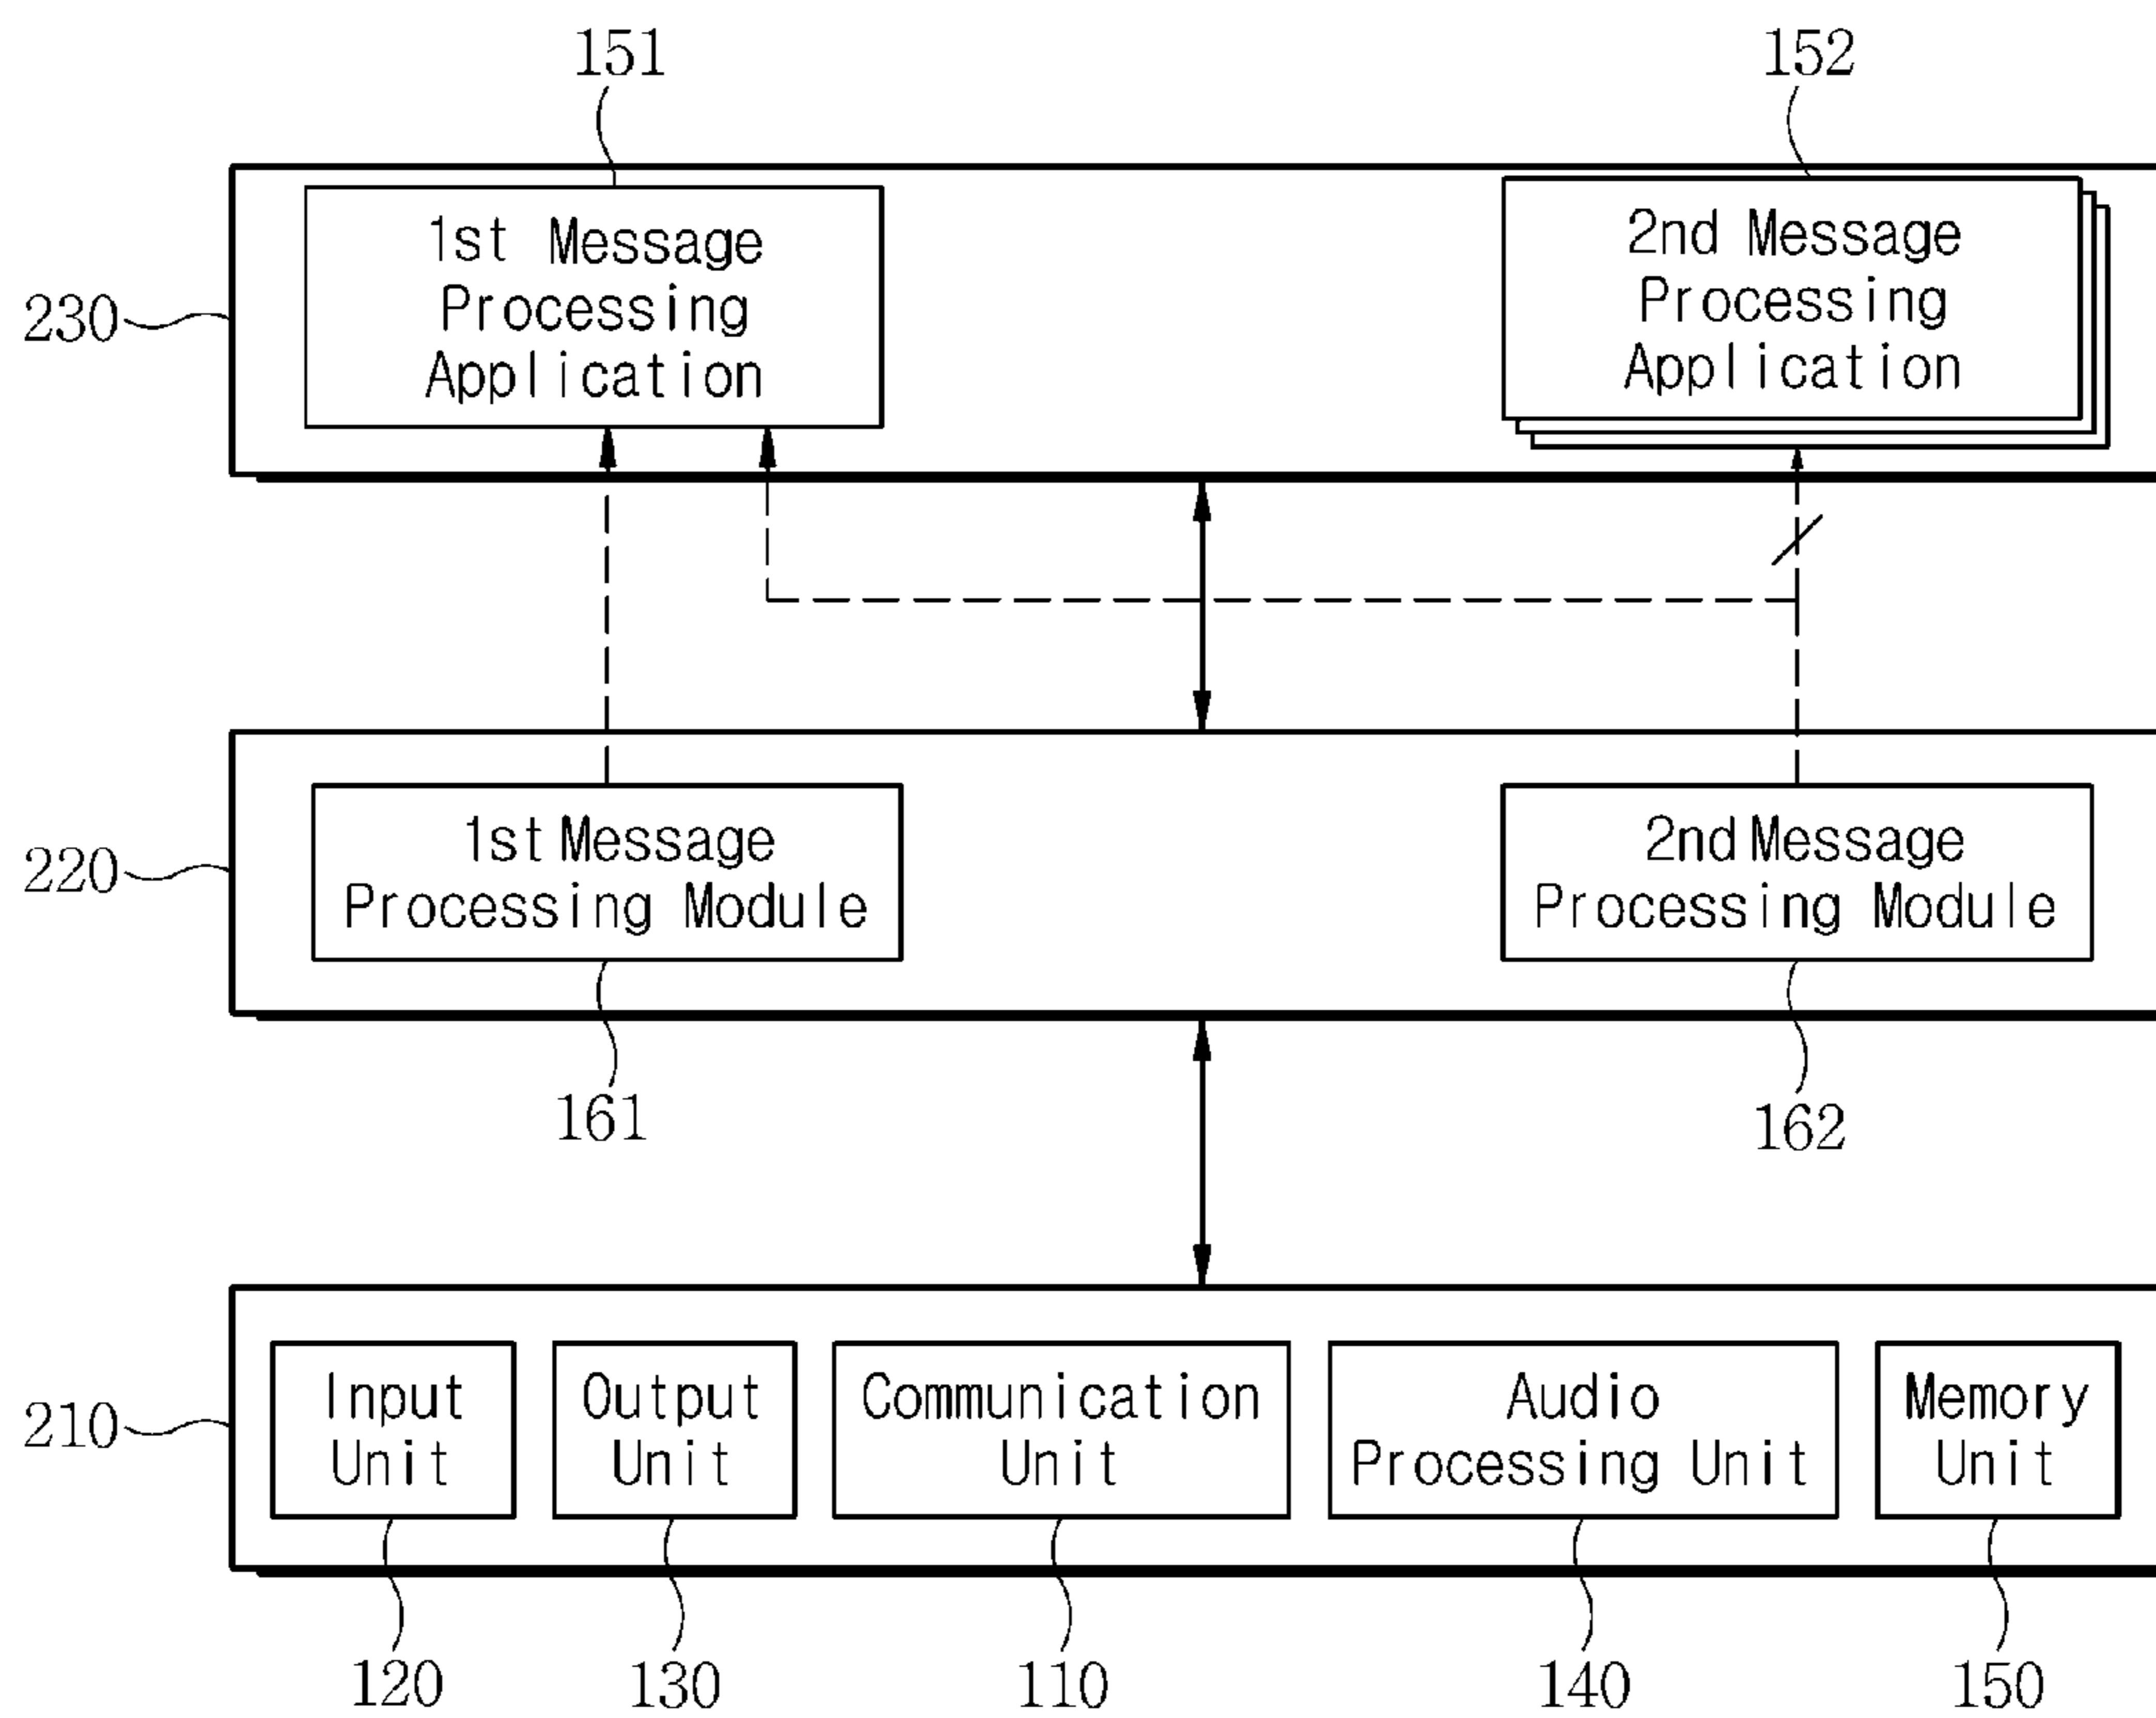 151
152
1st Message
Processing
Application
2nd Message
Processing
Application
230
1st Message
Processing Module
2nd Message
Processing Module
220
161
162
Input
Unit
Output
Unit
Communication
Unit
Audio
Processing Unit
Memory
Unit
210
120
130
110
140
150